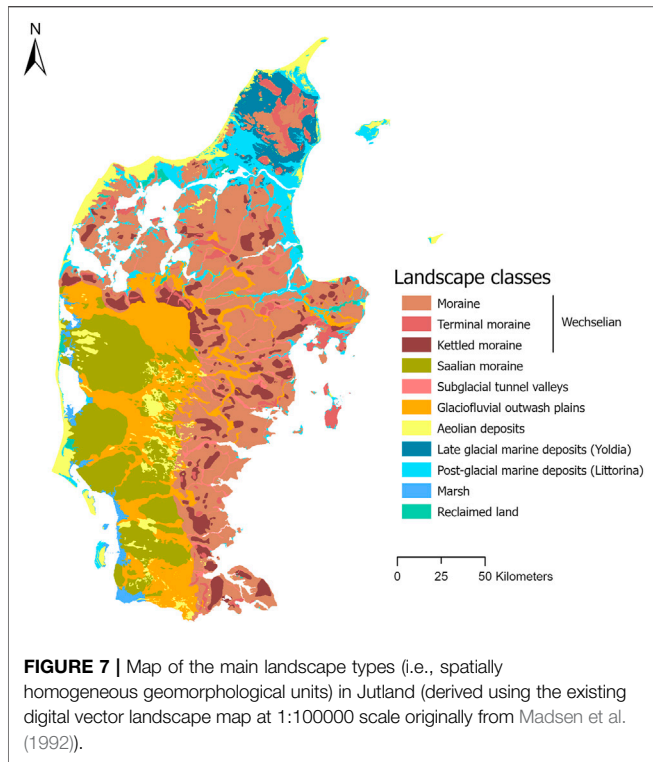 N
Landscape classes
Moraine
Terminal moraine
Wechselian
Kettled moraine
Saalian moraine
Subglacial tunnel valleys
Glaciofluvial outwash plains
Aeolian deposits
Late glacial marine deposits (Yoldia)
Post-glacial marine deposits (Littorina)
Marsh
Reclaimed land
0 25 50 Kilometers
FIGURE 7 | Map of the main landscape types (i.e., spatially
homogeneous geomorphological units) in Jutland (derived using the existing
digital vector landscape map at 1:100000 scale originally from Madsen et al.
(1992)).